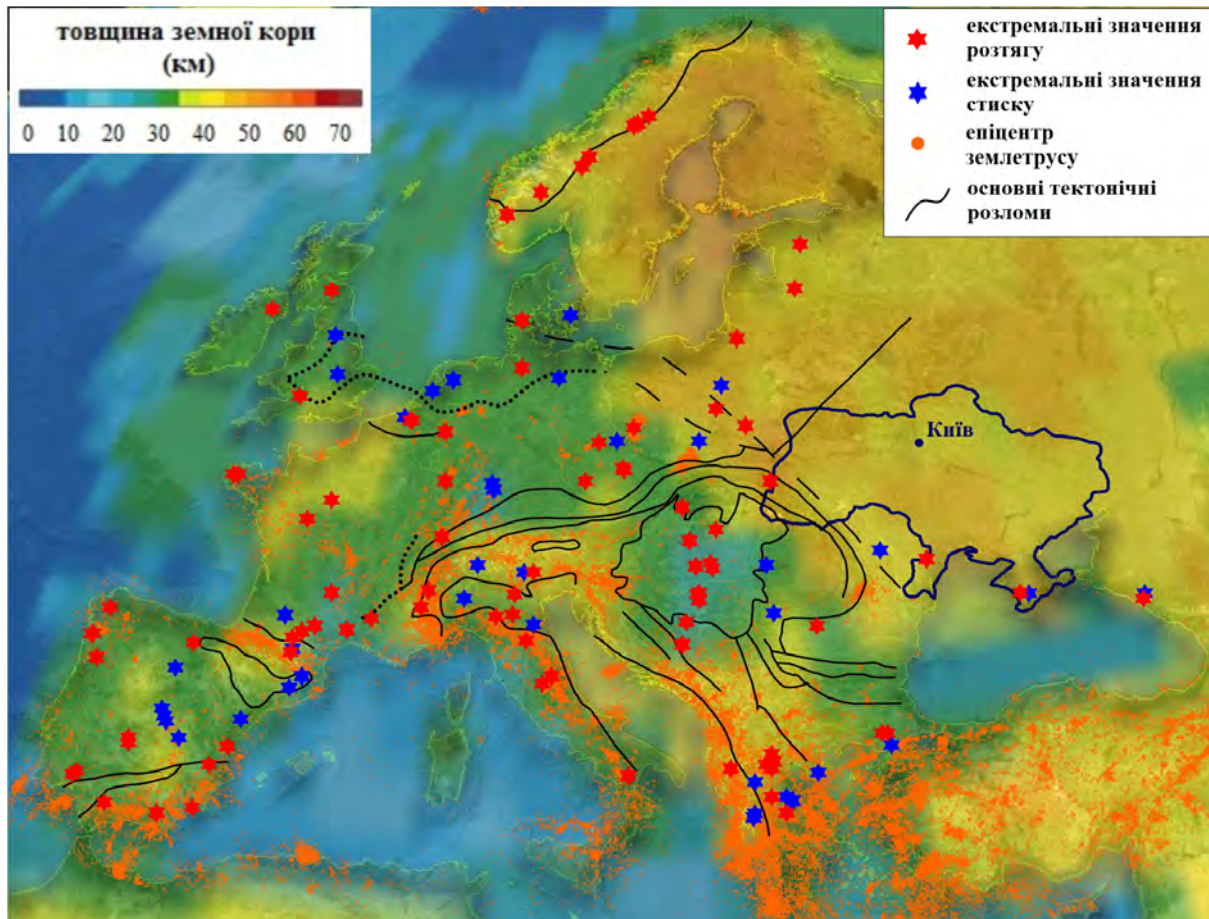 товщина земної кори
(км)
0 10 20 30 40 50 60 70
екстремальні значення
розтягу
екстремальні значення
стиску
епіцентр
землетрусу
основні тектонічні
розломи
Київ